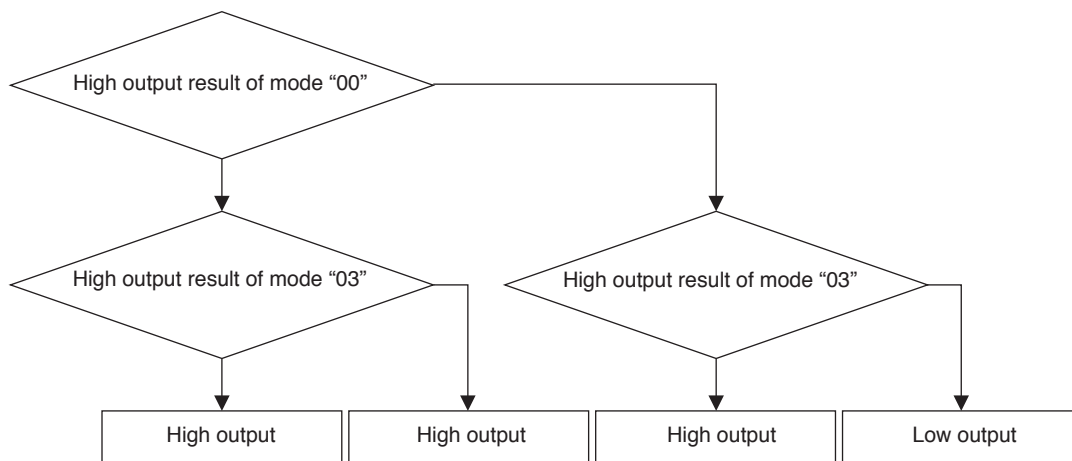 High output result of mode “00”
High output result of mode “03”
High output result of mode “03”
High output
High output
High output
Low output